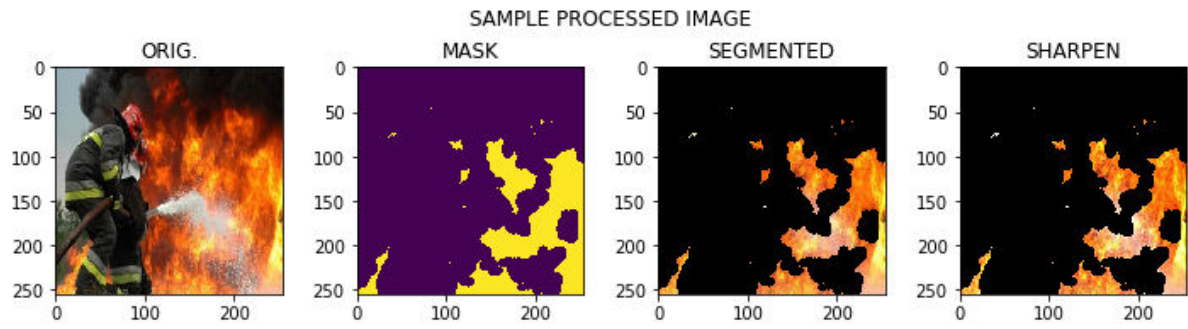 SAMPLE PROCESSED IMAGE
ORIG. MASK SEGMENTED SHARPEN
0 0 0 0
50 50 50 50
100 100 100 100
150 150 150 150
200 200 200 200
250 250 250 250
0 100 200 0 100 200 0 100 200 0 100 200